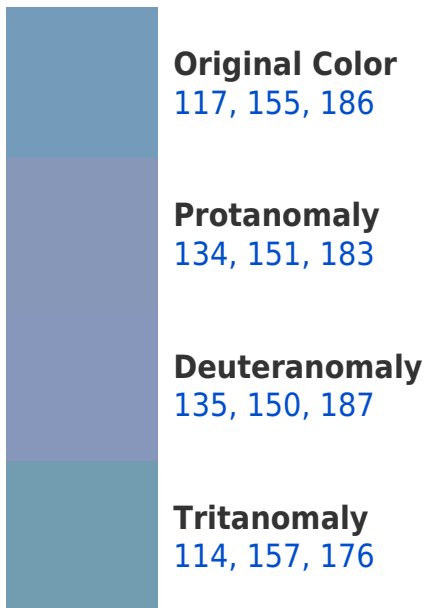 Original Color
117, 155, 186
Protanomaly
134, 151, 183
Deuteranomaly
135, 150, 187
Tritanomaly
114, 157, 176